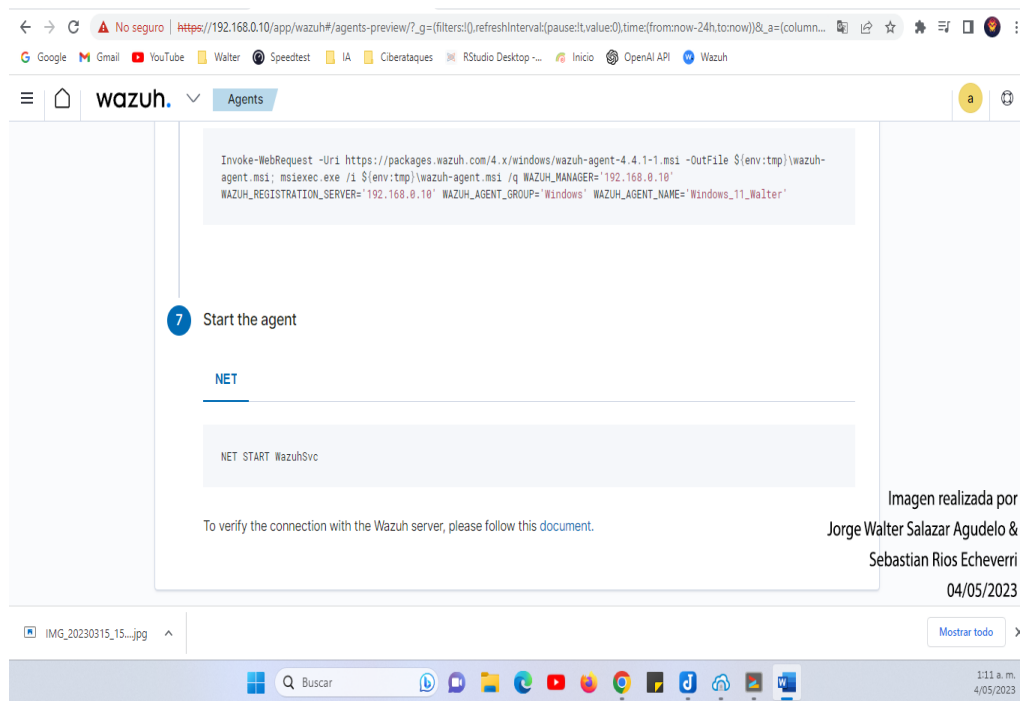 No seguro
https://192.168.0.10/app/wazuh#/agents-preview/?_g=(filters:!(),refreshInterval:(pause:!t,value:0),time:(from:now-24h,to:now))&_a=(column...
Google
Gmail
YouTube
Walter
Speedtest
IA
Ciberataques
RStudio Desktop -...
Inicio
OpenAI API
Wazuh
wazuh.
Agents
a
Invoke-WebRequest -Uri https://packages.wazuh.com/4.x/windows/wazuh-agent-4.4.1-1.msi -OutFile ${env:tmp}\wazuh-
agent.msi; msiexec.exe /i ${env:tmp}\wazuh-agent.msi /q WAZUH_MANAGER='192.168.0.10'
WAZUH_REGISTRATION_SERVER='192.168.0.10' WAZUH_AGENT_GROUP='Windows' WAZUH_AGENT_NAME='Windows_11_Walter'
7
Start the agent
NET
NET START WazuhSvc
To verify the connection with the Wazuh server, please follow this document.
Imagen realizada por
Jorge Walter Salazar Agudelo &
Sebastian Rios Echeverri
04/05/2023
IMG_20230315_15....jpg
Mostrar todo
Buscar
1:11 a. m.
4/05/2023